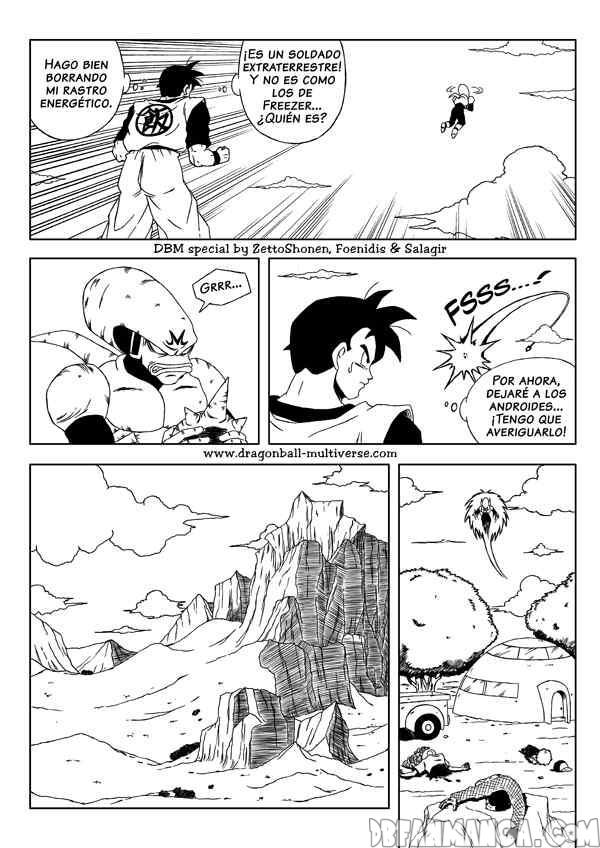 HAGO BIEN
BORRANDO
MI RASTRO
ENERGÉTICO.
¡ES UN SOLDADO
EXTRATERRESTRE!
Y NO ES COMO
LOS DE
FREEZER...
¿QUIÉN ES?
飯
DBM special by ZettoShonen, Foenidis & Salagir
GRRR...
M
FSSS...!
POR AHORA,
DEJARÉ A LOS
ANDROIDES...
¡TENGO QUE
AVERIGUARLO!
www.dragonball-multiverse.com
DBFANMANGA.COM